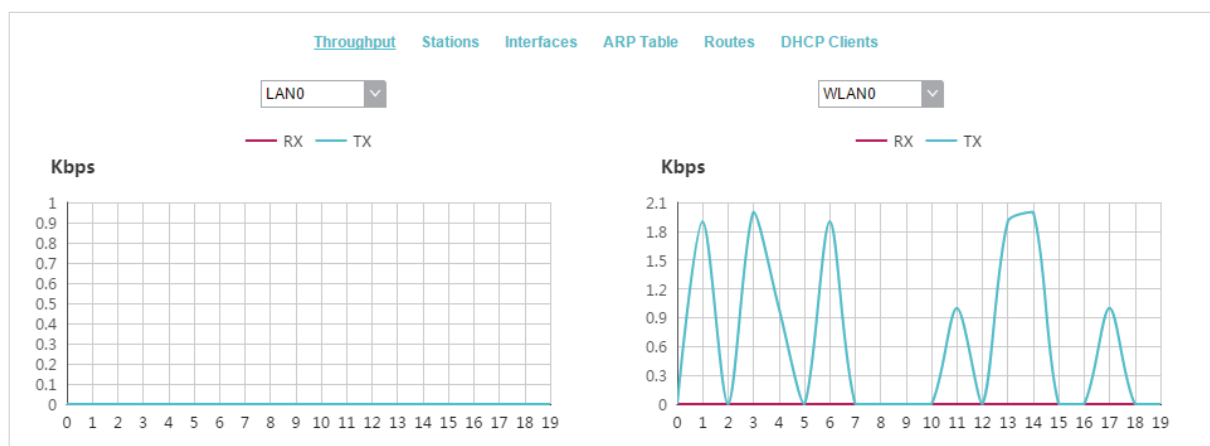 Throughput Stations Interfaces ARP Table Routes DHCP Clients
LAN0
RX TX
Kbps
1
0.9
0.8
0.7
0.6
0.5
0.4
0.3
0.2
0.1
0
0 1 2 3 4 5 6 7 8 9 10 11 12 13 14 15 16 17 18 19
WLAN0
RX TX
Kbps
2.1
1.8
1.5
1.2
0.9
0.6
0.3
0
0 1 2 3 4 5 6 7 8 9 10 11 12 13 14 15 16 17 18 19